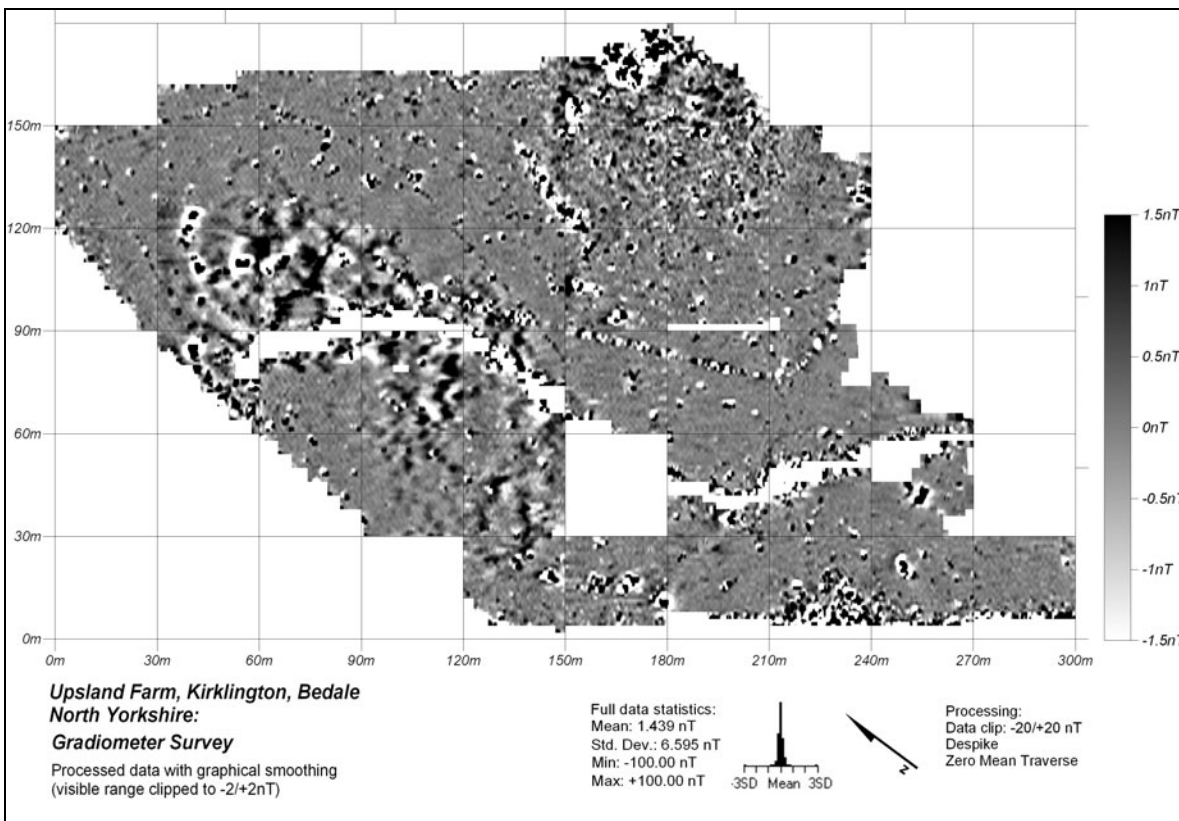 150m
120m
90m
60m
30m
0m
0m 30m 60m 90m 120m 150m 180m 210m 240m 270m 300m
1.5nT
1nT
0.5nT
0nT
-0.5nT
-1nT
-1.5nT
Upsland Farm, Kirklington, Bedale
North Yorkshire:
Gradiometer Survey
Processed data with graphical smoothing
(visible range clipped to -2/+2nT)
Full data statistics:
Mean: 1.439 nT
Std. Dev.: 6.595 nT
Min: -100.00 nT
Max: +100.00 nT
-3SD Mean 3SD
N
Processing:
Data clip: -20/+20 nT
Despike
Zero Mean Traverse